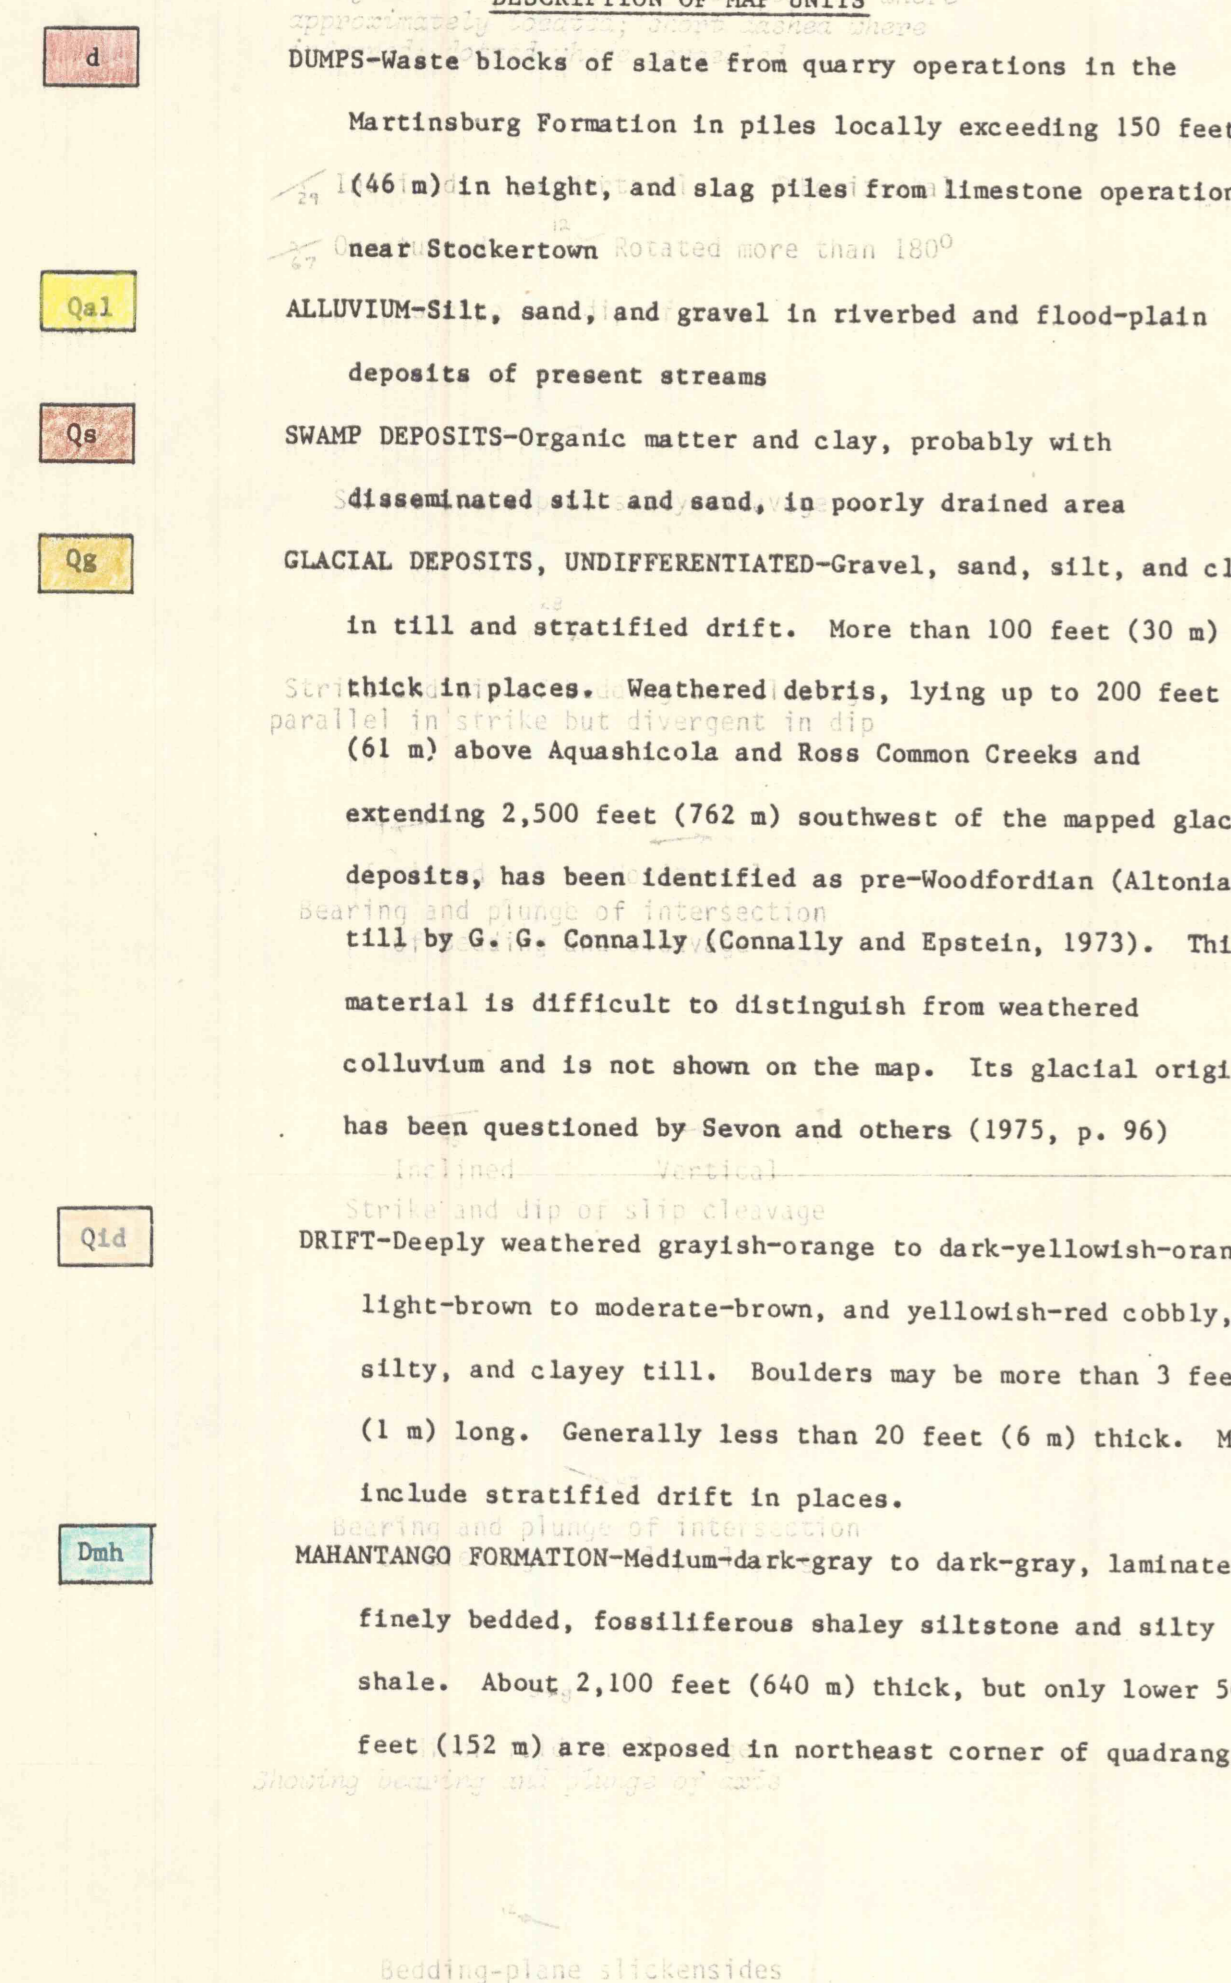 DESCRIPTION OF MAP UNITS
approximately located; short dashed where
d
DUMPS-Waste blocks of slate from quarry operations in the
Martinsburg Formation in piles locally exceeding 150 feet
29 (46 m) in height, and slag piles from limestone operation
67 near Stockertown 12 Rotated more than 180º
Qal
ALLUVIUM-Silt, sand, and gravel in riverbed and flood-plain
deposits of present streams
Qs
SWAMP DEPOSITS-Organic matter and clay, probably with
disseminated silt and sand, in poorly drained area
Qg
GLACIAL DEPOSITS, UNDIFFERENTIATED-Gravel, sand, silt, and cl
in till and stratified drift. More than 100 feet (30 m)
thick in places. Weathered debris, lying up to 200 feet
parallel in strike but divergent in dip
(61 m) above Aquashicola and Ross Common Creeks and
extending 2,500 feet (762 m) southwest of the mapped glac
deposits, has been identified as pre-Woodfordian (Altonia
Bearing and plunge of intersection
till by G. G. Connally (Connally and Epstein, 1973). Thi
material is difficult to distinguish from weathered
colluvium and is not shown on the map. Its glacial origi
has been questioned by Sevon and others (1975, p. 96)
Inclined Vertical
Strike and dip of slip cleavage
Qid
DRIFT-Deeply weathered grayish-orange to dark-yellowish-oran
light-brown to moderate-brown, and yellowish-red cobbly,
silty, and clayey till. Boulders may be more than 3 fee
(1 m) long. Generally less than 20 feet (6 m) thick. M
include stratified drift in places.
Bearing and plunge of intersection
Dmh
MAHANTANGO FORMATION-Medium-dark-gray to dark-gray, laminate
finely bedded, fossiliferous shaley siltstone and silty
shale. About 2,100 feet (640 m) thick, but only lower 5
feet (152 m) are exposed in northeast corner of quadrang
Showing bearing and plunge of axis
Bedding-plane slickensides